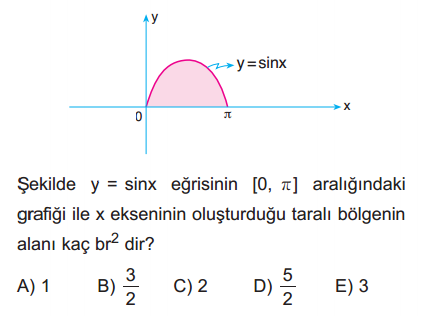 y
y=sinx
x
0
π
Şekilde y = sinx eğrisinin [0, π] aralığındaki
grafiği ile x ekseninin oluşturduğu taralı bölgenin
alanı kaç br² dir?
A) 1 B) 3/2 C) 2 D) 5/2 E) 3